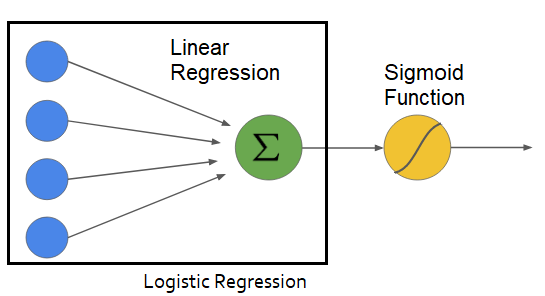 Linear
Regression
Sigmoid
Function
Σ
Logistic Regression